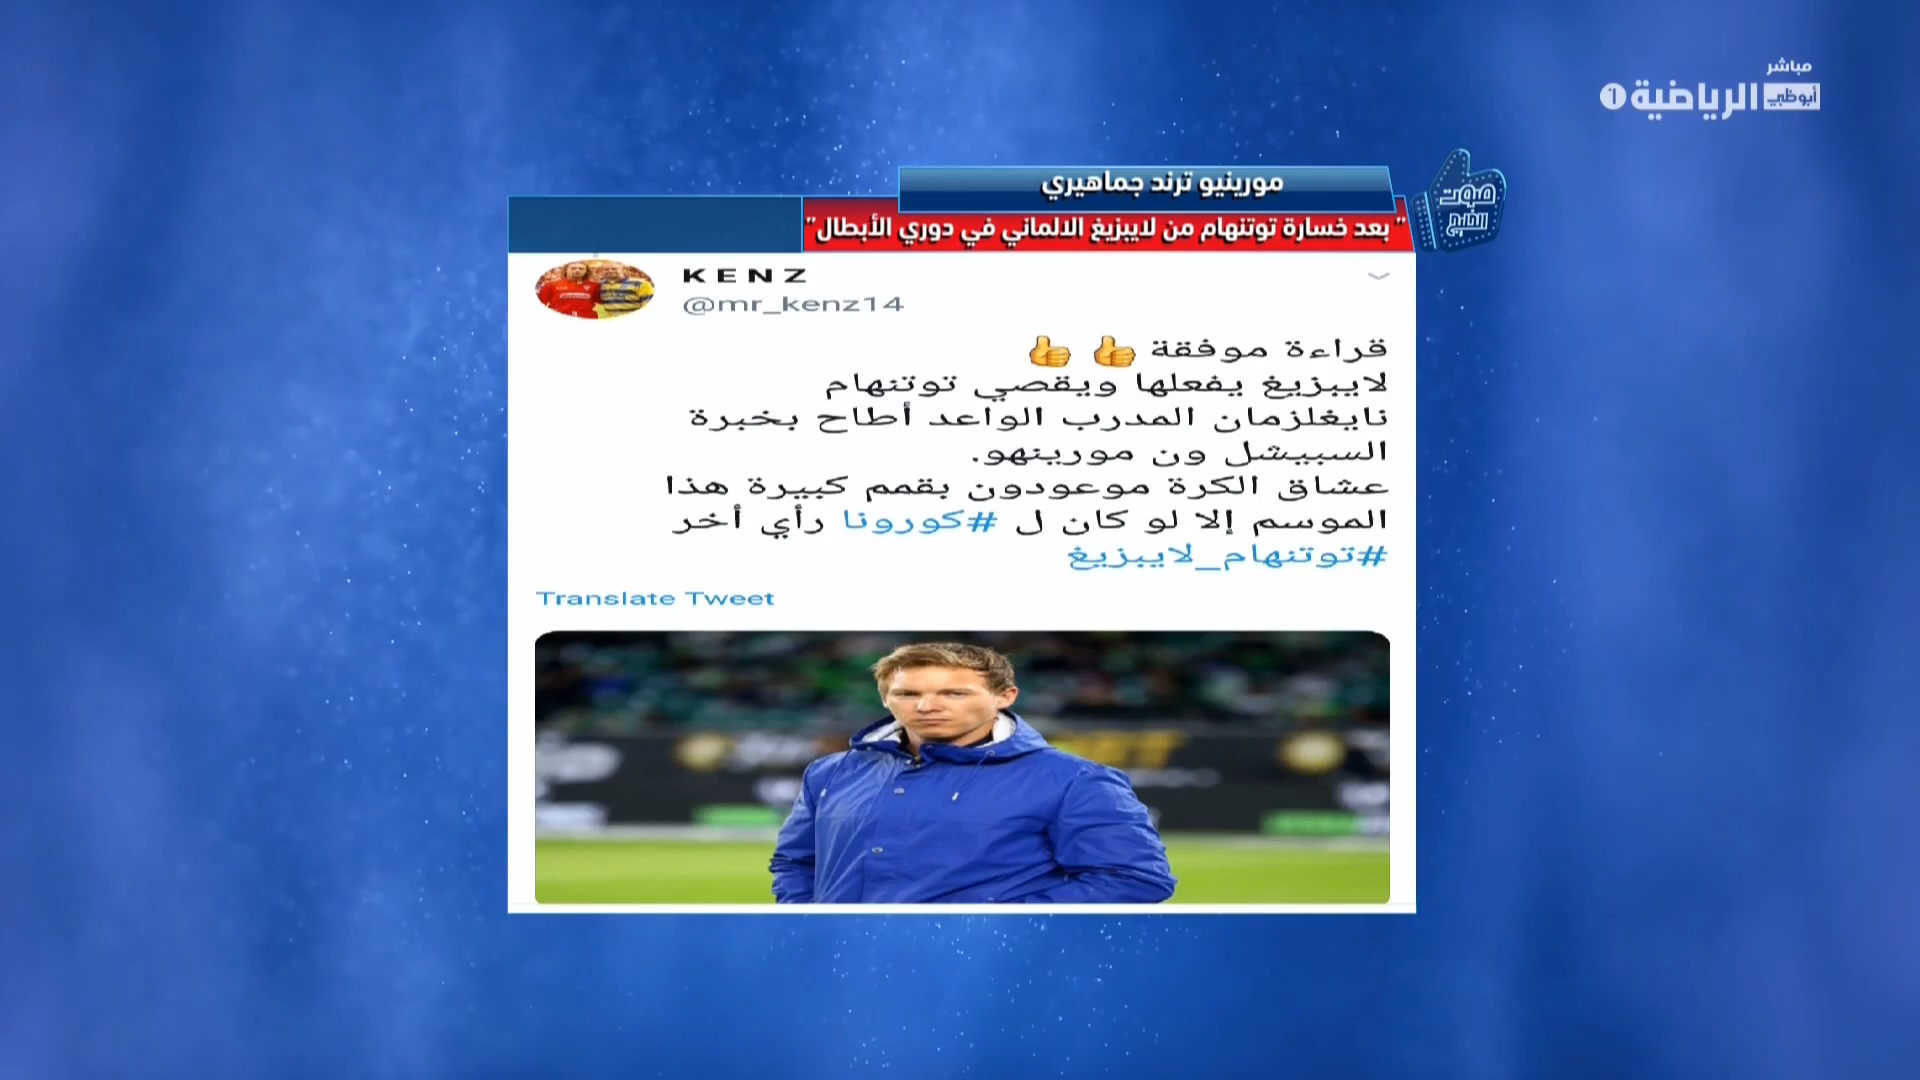 مباشر
أبوظبي الرياضية 1
مورينيو ترند جماهيري
صوت
الخليج
"بعد خسارة توتنهام من لايبزيغ الالماني في دوري الأبطال"
KENZ
@mr_kenz14
قراءة موفقة 👍 👍
لايبزيغ يفعلها ويقصي توتنهام
نايغلزمان المدرب الواعد أطاح بخبرة
السبيشل ون مورينهو.
عشاق الكرة موعودون بقمم كبيرة هذا
الموسم إلا لو كان ل #كورونا رأي أخر
#توتنهام_لايبزيغ
Translate Tweet